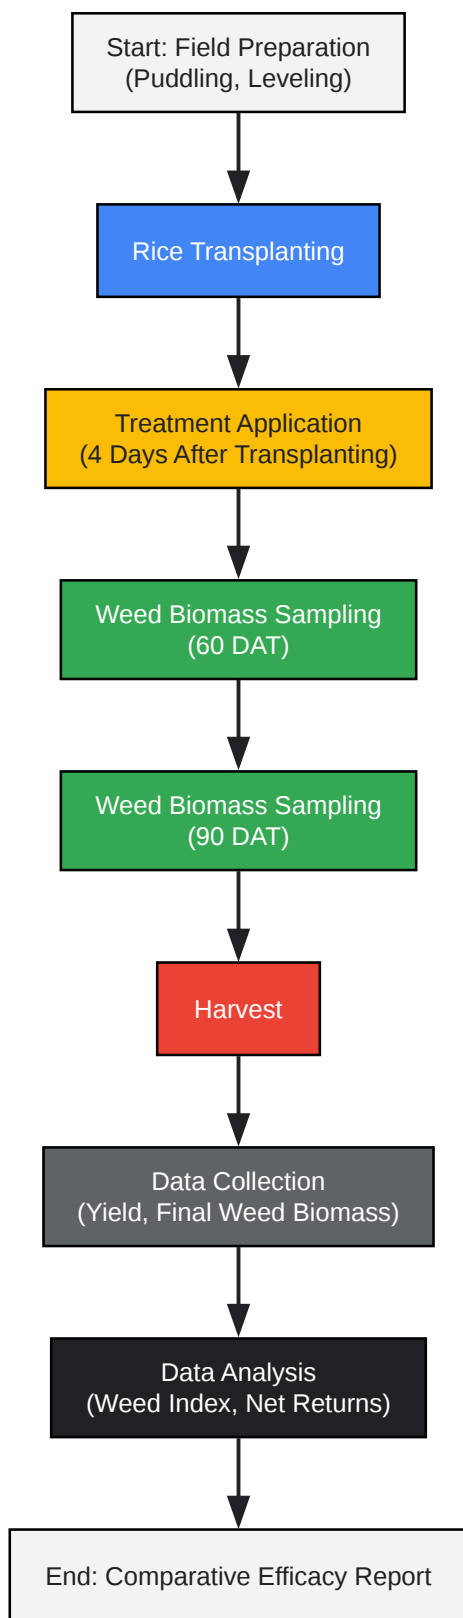 Start: Field Preparation
(Puddling, Leveling)
Rice Transplanting
Treatment Application
(4 Days After Transplanting)
Weed Biomass Sampling
(60 DAT)
Weed Biomass Sampling
(90 DAT)
Harvest
Data Collection
(Yield, Final Weed Biomass)
Data Analysis
(Weed Index, Net Returns)
End: Comparative Efficacy Report